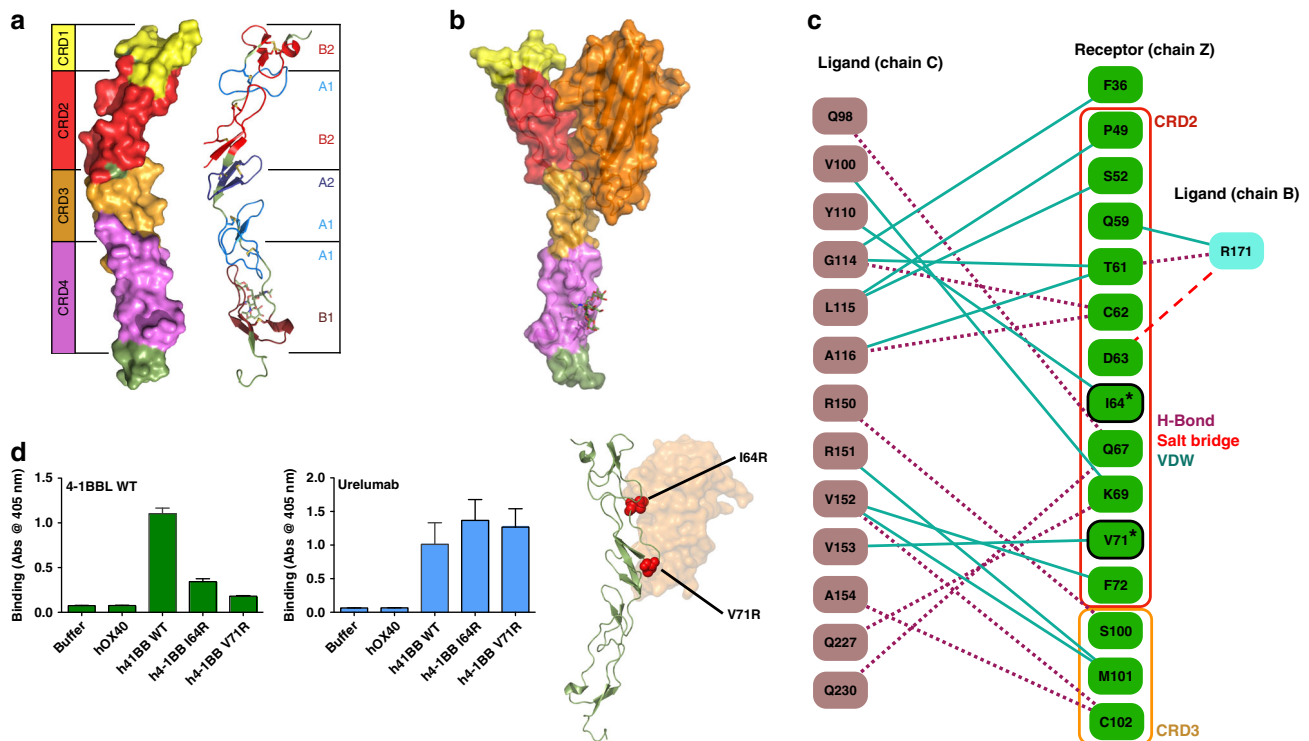 a
CRD1
CRD2
CRD3
CRD4
B2
A1
B2
A2
A1
A1
B1
b
c
Ligand (chain C)
Receptor (chain Z)
Ligand (chain B)
Q98
V100
Y110
G114
L115
A116
R150
R151
V152
V153
A154
Q227
Q230
F36
P49
S52
Q59
T61
C62
D63
I64*
Q67
K69
V71*
F72
S100
M101
C102
CRD2
CRD3
R171
H-Bond
Salt bridge
VDW
d
4-1BBL WT
Binding (Abs @ 405 nm)
1.5
1.0
0.5
0.0
Buffer
hOX40
h41BB WT
h4-1BB I64R
h4-1BB V71R
Urelumab
Binding (Abs @ 405 nm)
2.0
1.5
1.0
0.5
0.0
Buffer
hOX40
h41BB WT
h4-1BB I64R
h4-1BB V71R
I64R
V71R